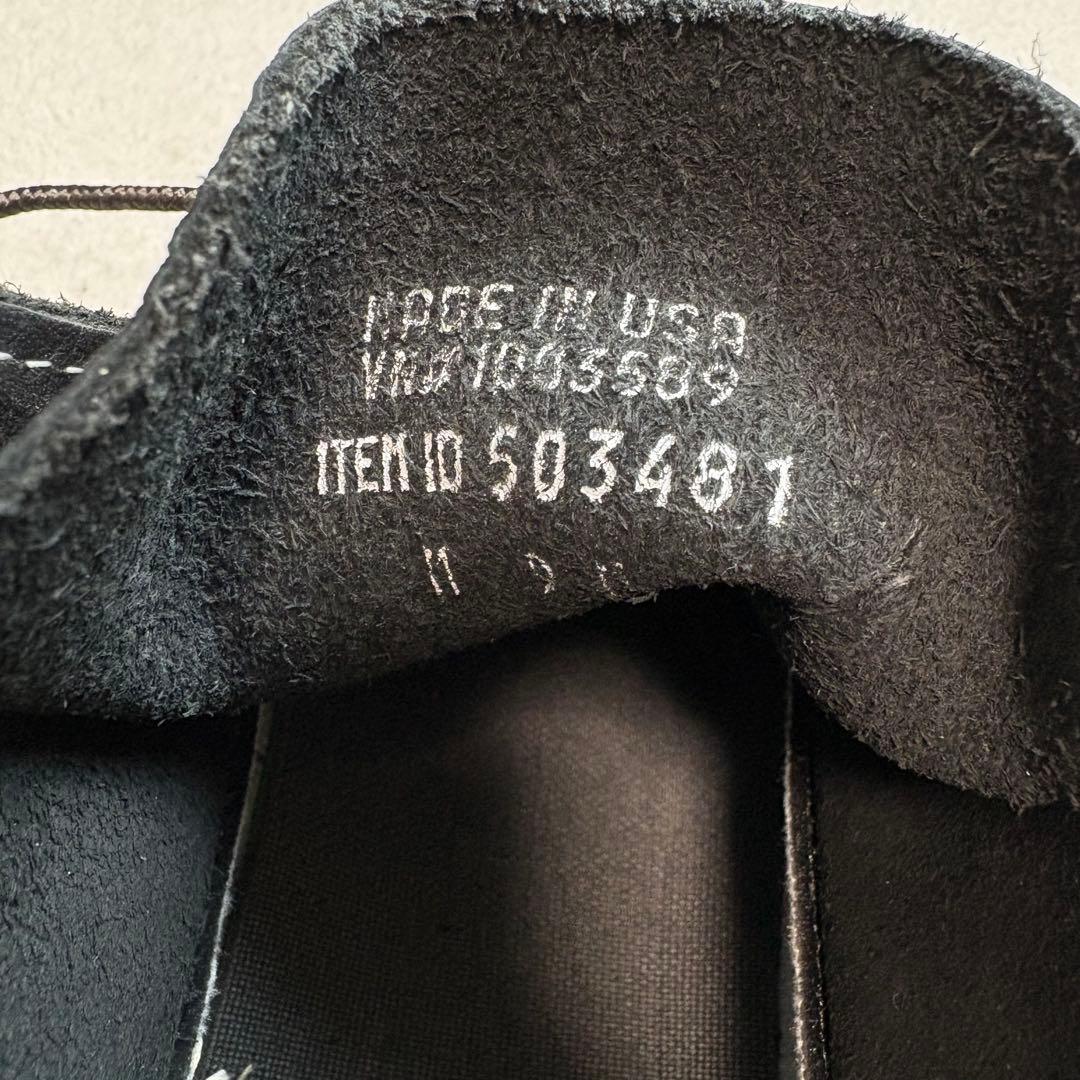 MADE IN USA
VND 1003589
ITEM ID 503481